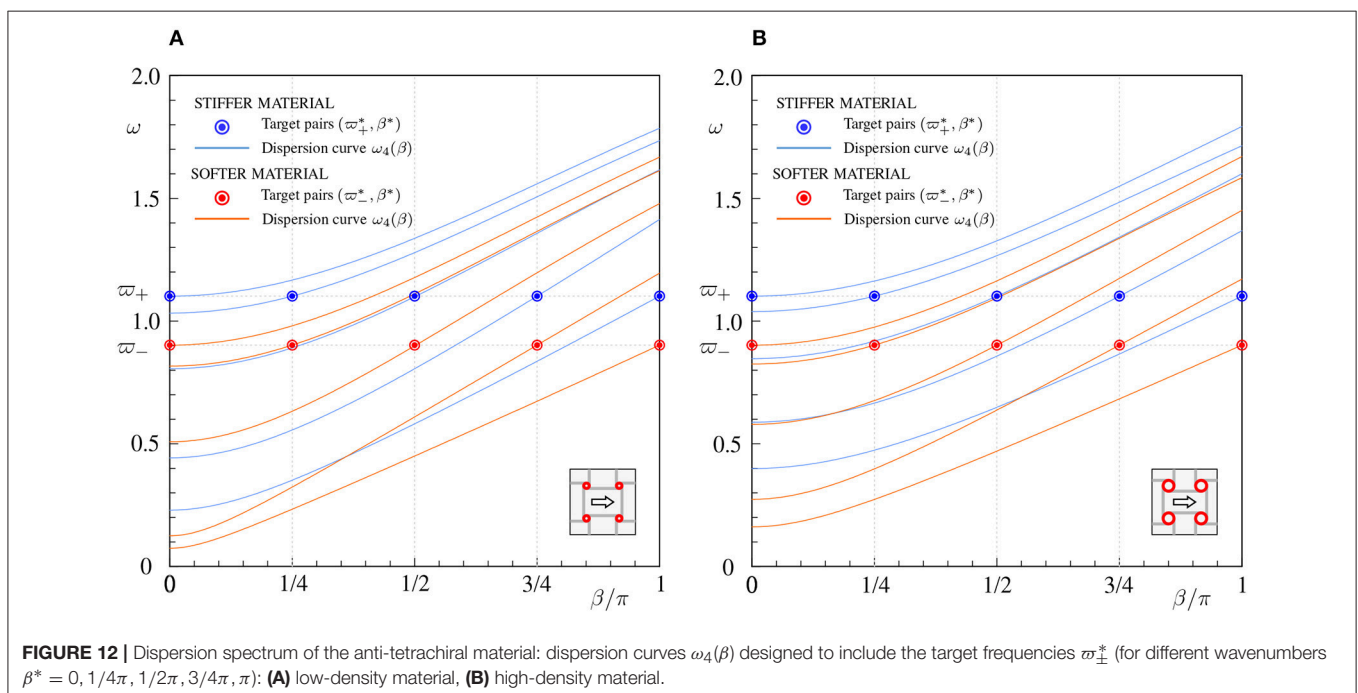 A
2.0
STIFFER MATERIAL
ω
Target pairs (ϖ*₊, β*)
Dispersion curve ω₄(β)
SOFTER MATERIAL
1.5
Target pairs (ϖ*₋, β*)
Dispersion curve ω₄(β)
ϖ₊
1.0
ϖ₋
0.5
0
0
1/4
1/2
3/4
β/π
1
B
2.0
STIFFER MATERIAL
ω
Target pairs (ϖ*₊, β*)
Dispersion curve ω₄(β)
SOFTER MATERIAL
1.5
Target pairs (ϖ*₋, β*)
Dispersion curve ω₄(β)
ϖ₊
1.0
ϖ₋
0.5
0
0
1/4
1/2
3/4
β/π
1
FIGURE 12 | Dispersion spectrum of the anti-tetrachiral material: dispersion curves ω₄(β) designed to include the target frequencies ϖ*± (for different wavenumbers
β* = 0, 1/4π, 1/2π, 3/4π, π): (A) low-density material, (B) high-density material.